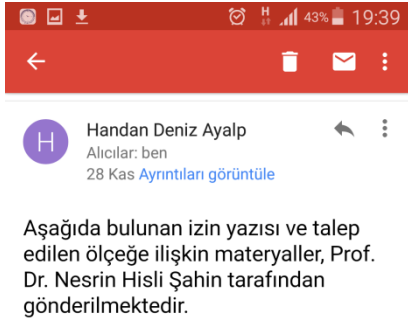 H 43% 19:39
H
Handan Deniz Ayalp
Alıcılar: ben
28 Kas Ayrıntıları görüntüle
Aşağıda bulunan izin yazısı ve talep
edilen ölçeğe ilişkin materyaller, Prof.
Dr. Nesrin Hisli Şahin tarafından
gönderilmektedir.